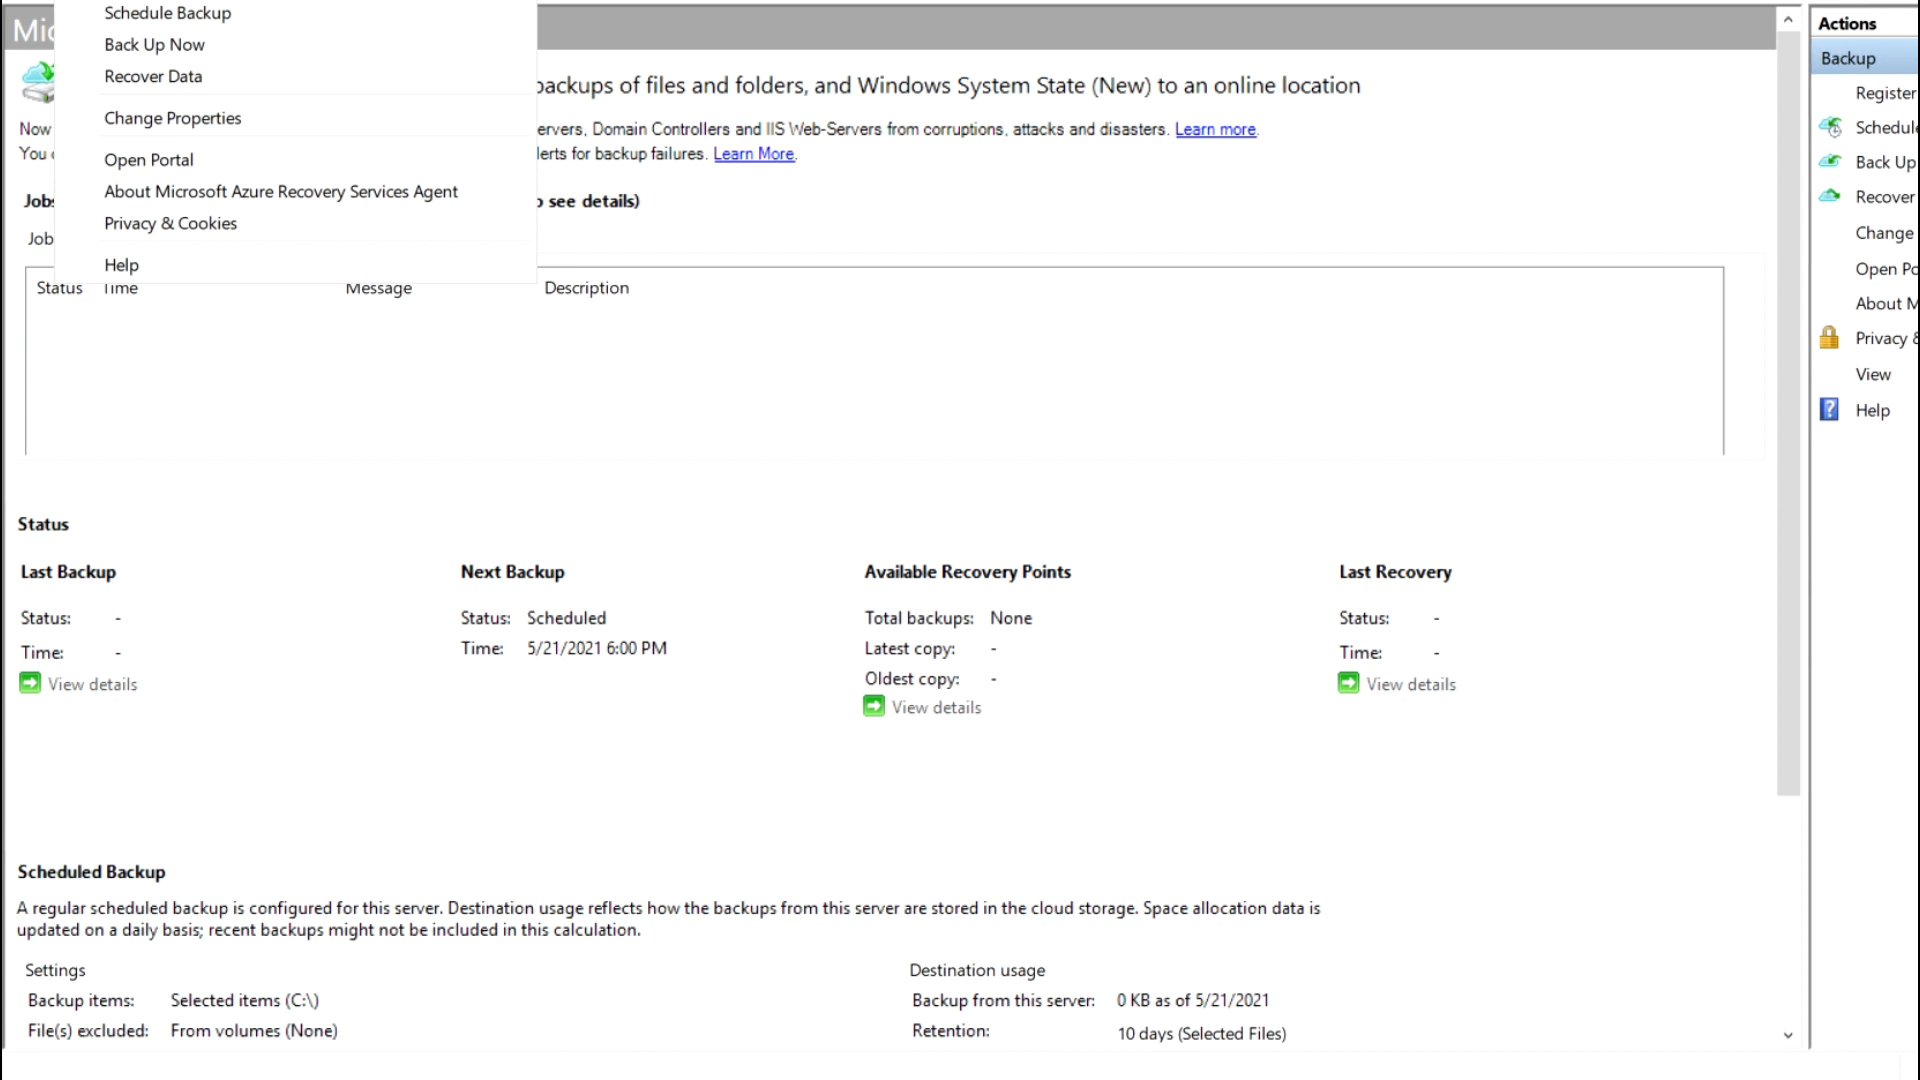 Schedule Backup
Mic
Back Up Now
Recover Data
backups of files and folders, and Windows System State (New) to an online location
Change Properties
Now
ervers, Domain Controllers and IIS Web-Servers from corruptions, attacks and disasters. Learn more.
You
lerts for backup failures. Learn More.
Open Portal
About Microsoft Azure Recovery Services Agent
Jobs
o see details)
Privacy & Cookies
Job
Help
Status Time Message Description
Status
Last Backup Next Backup Available Recovery Points Last Recovery
Status: - Status: Scheduled Total backups: None Status: -
Time: - Time: 5/21/2021 6:00 PM Latest copy: - Time: -
View details Oldest copy: - View details
View details
Scheduled Backup
A regular scheduled backup is configured for this server. Destination usage reflects how the backups from this server are stored in the cloud storage. Space allocation data is
updated on a daily basis; recent backups might not be included in this calculation.
Settings Destination usage
Backup items: Selected items (C:\) Backup from this server: 0 KB as of 5/21/2021
File(s) excluded: From volumes (None) Retention: 10 days (Selected Files)
Actions
Backup
Register
Schedule
Back Up
Recover
Change
Open Po
About M
Privacy &
View
Help